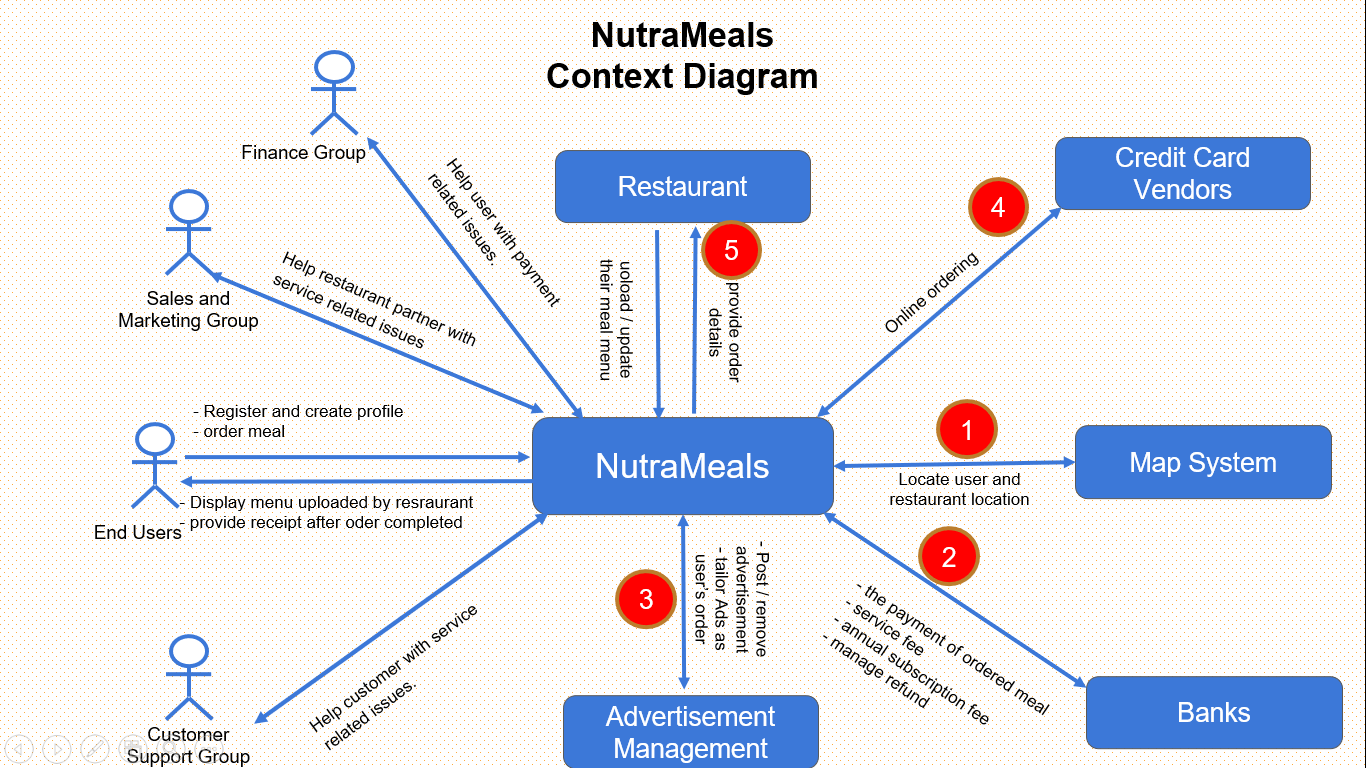 NutraMeals
Context Diagram
Finance Group
Help user with payment
related issues.
Restaurant
Credit Card
Vendors
4
5
Sales and
Marketing Group
Help restaurant partner with
service related issues
uoload / update
their meal menu
provide order
details
Online ordering
- Register and create profile
- order meal
End Users
- Display menu uploaded by resraurant
- provide receipt after oder completed
NutraMeals
1
Locate user and
restaurant location
Map System
2
- the payment of ordered meal
- service fee
- annual subscription fee
- manage refund
Banks
3
- Post / remove
advertisement
- tailor Ads as
user's order
Advertisement
Management
Help customer with service
related issues.
Customer
Support Group